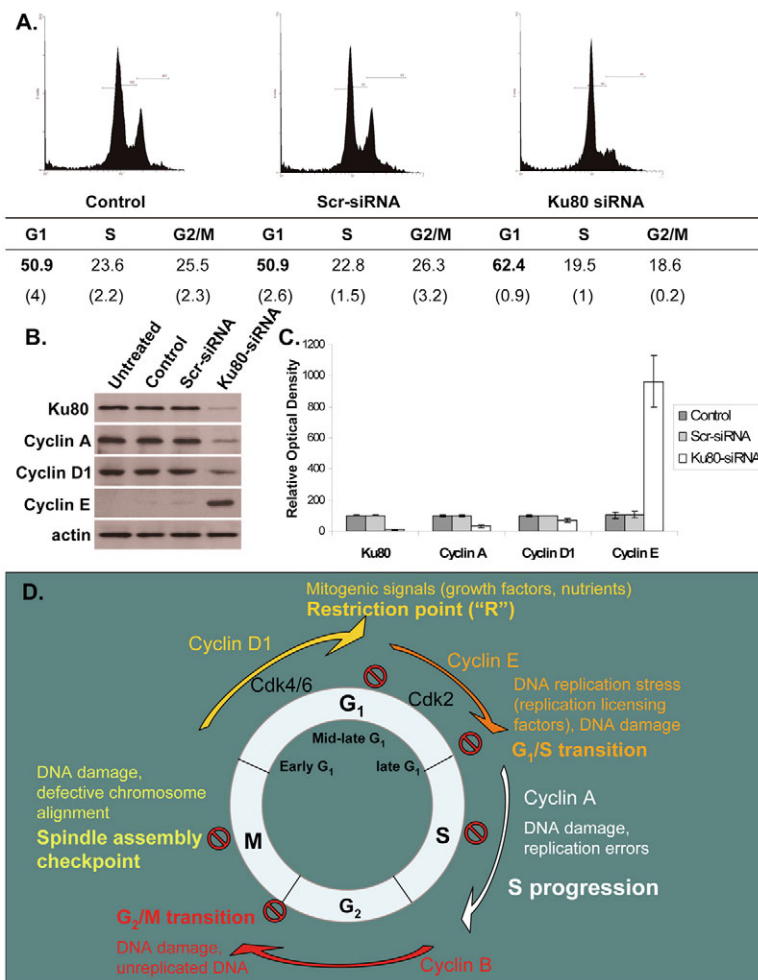 A.
Control Scr-siRNA Ku80 siRNA
G1 S G2/M G1 S G2/M G1 S G2/M
50.9 23.6 25.5 50.9 22.8 26.3 62.4 19.5 18.6
(4) (2.2) (2.3) (2.6) (1.5) (3.2) (0.9) (1) (0.2)
B.
Untreated
Control
Scr-siRNA
Ku80-siRNA
Ku80
Cyclin A
Cyclin D1
Cyclin E
actin
C.
Relative Optical Density
1200
1000
800
600
400
200
0
Ku80 Cyclin A Cyclin D1 Cyclin E
Control
Scr-siRNA
Ku80-siRNA
D.
Mitogenic signals (growth factors, nutrients)
Restriction point ("R")
Cyclin D1
Cdk4/6
Cyclin E
Cdk2
DNA replication stress
(replication licensing
factors), DNA damage
G1/S transition
G1
Mid-late G1
Early G1
late G1
Cyclin A
DNA damage,
replication errors
S progression
DNA damage,
defective chromosome
alignment
Spindle assembly
checkpoint
M
S
G2
G2/M transition
DNA damage,
unreplicated DNA
Cyclin B